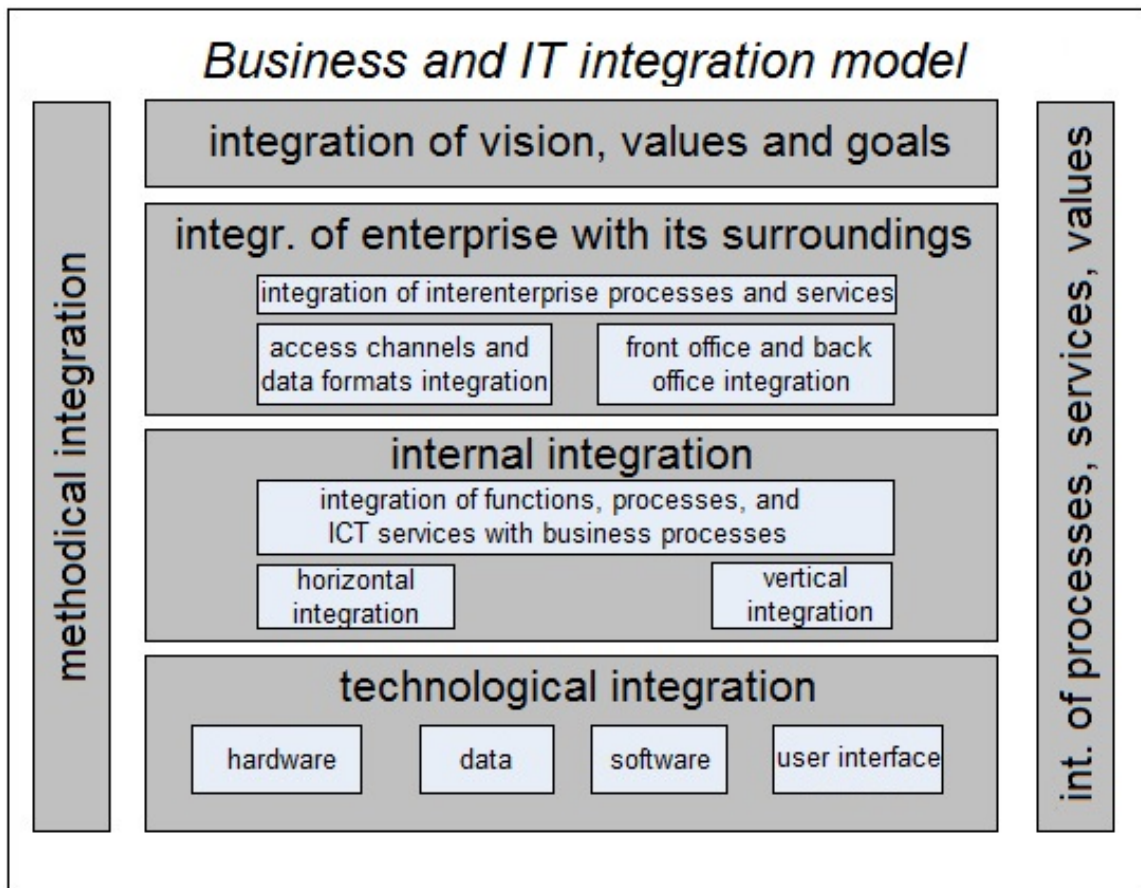 Business and IT integration model
methodical integration
integration of vision, values and goals
integr. of enterprise with its surroundings
integration of interenterprise processes and services
access channels and
data formats integration
front office and back
office integration
internal integration
integration of functions, processes, and
ICT services with business processes
horizontal
integration
vertical
integration
technological integration
hardware
data
software
user interface
int. of processes, services, values